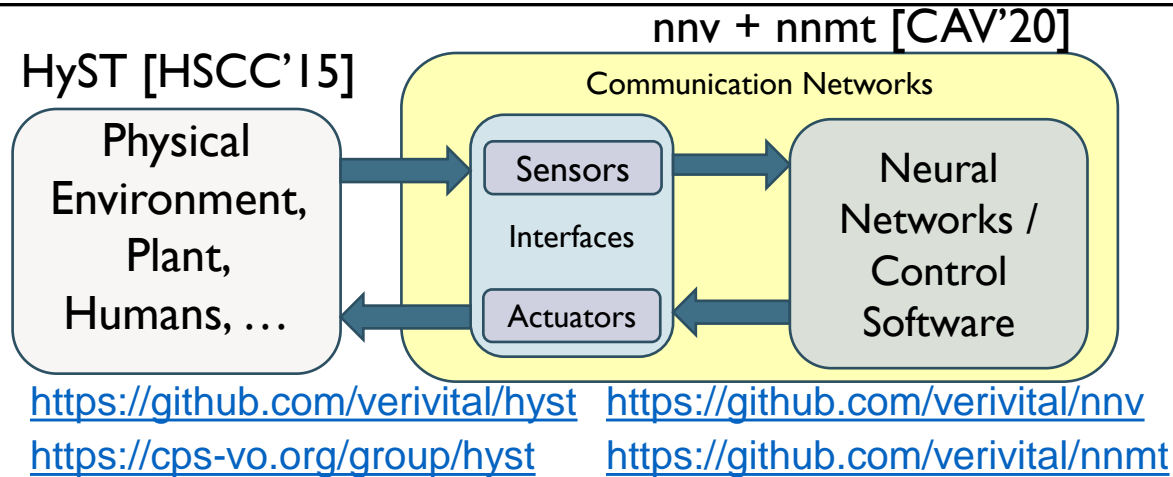 nnv + nnmt [CAV'20]
HyST [HSCC'15]
Communication Networks
Physical
Environment,
Plant,
Humans, …
Sensors
Interfaces
Actuators
Neural
Networks /
Control
Software
https://github.com/verivital/hyst
https://github.com/verivital/nnv
https://cps-vo.org/group/hyst
https://github.com/verivital/nnmt